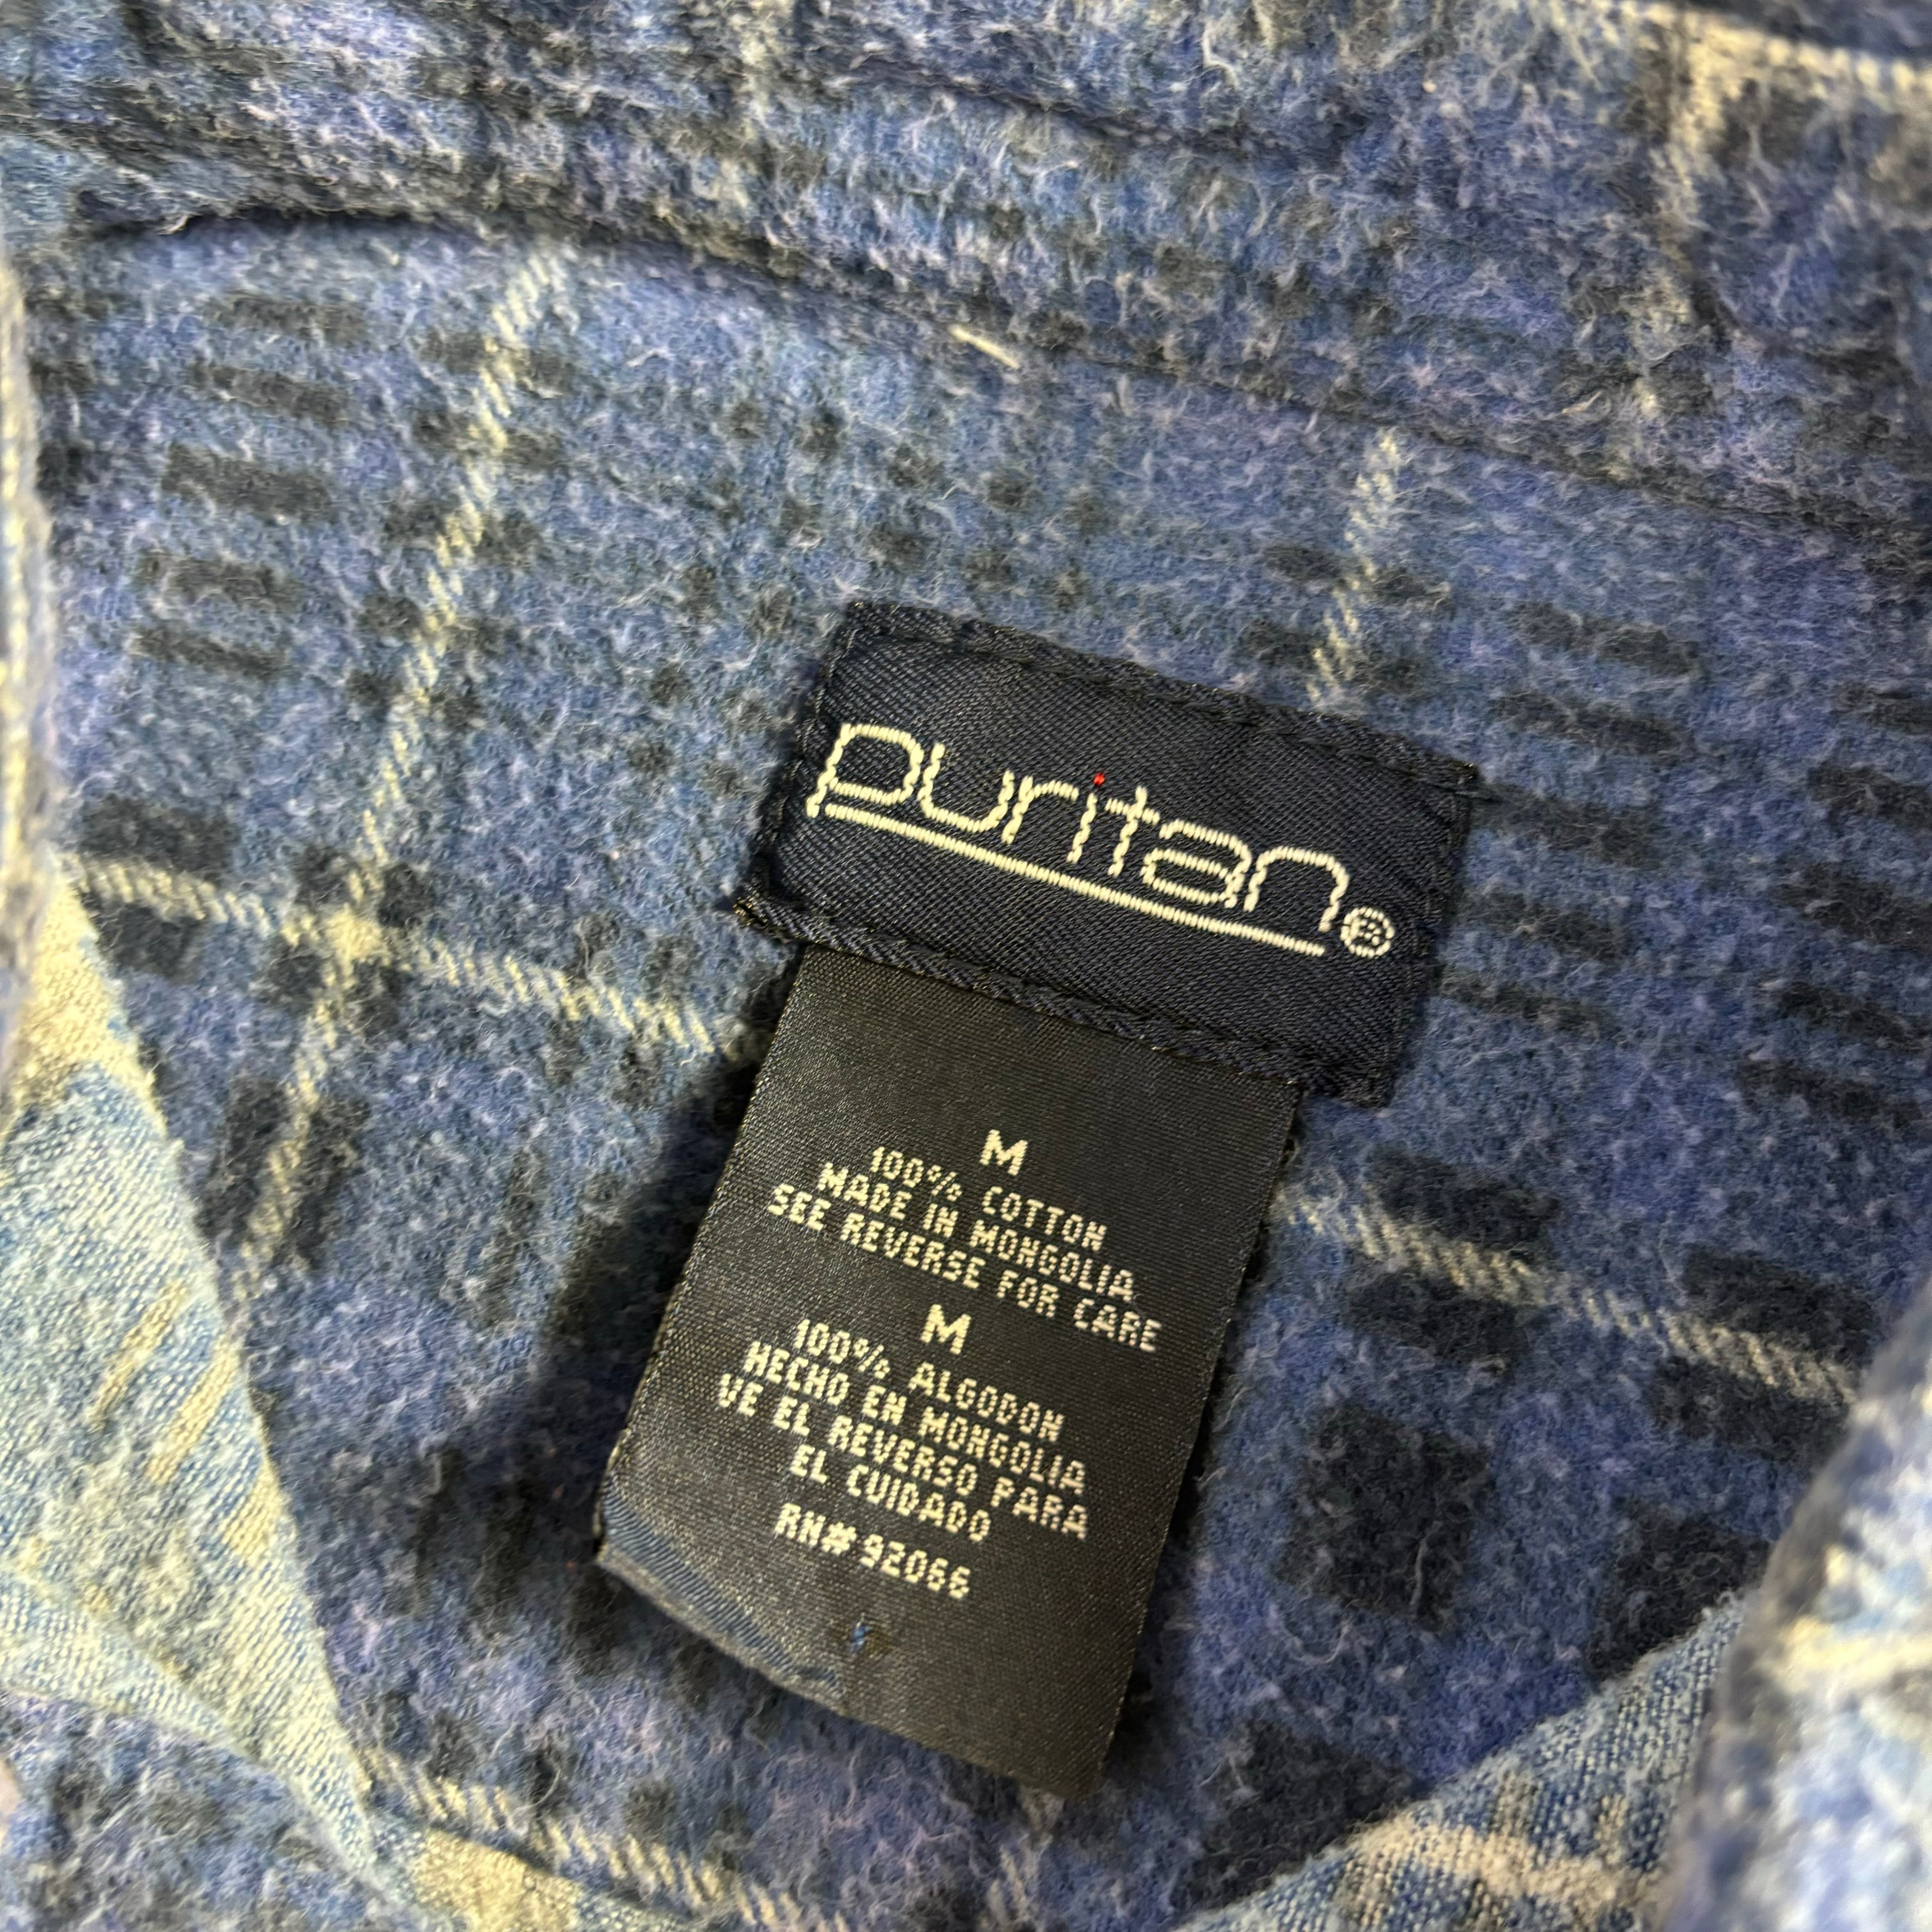 puritan®
M
100% COTTON
MADE IN MONGOLIA
SEE REVERSE FOR CARE
M
100% ALGODON
HECHO EN MONGOLIA
VE EL REVERSO PARA
EL CUIDADO
RN# 92066